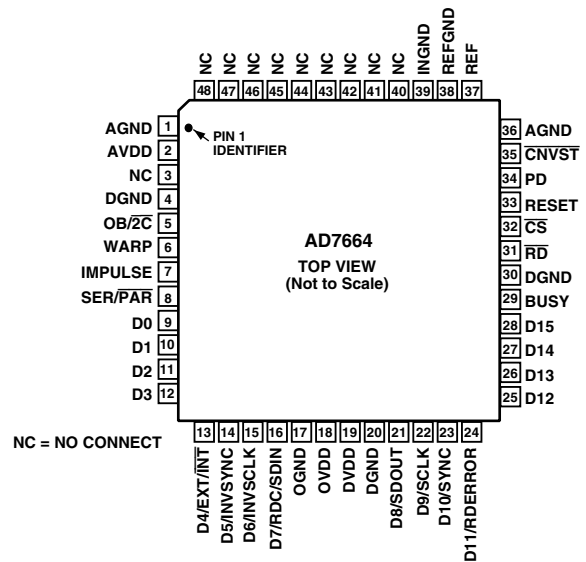 NC NC NC NC NC NC NC NC NC INGND REFGND REF
48 47 46 45 44 43 42 41 40 39 38 37
AGND 1
AVDD 2
NC 3
DGND 4
OB/2C 5
WARP 6
IMPULSE 7
SER/PAR 8
D0 9
D1 10
D2 11
D3 12
PIN 1
IDENTIFIER
AD7664
TOP VIEW
(Not to Scale)
36 AGND
35 CNVST
34 PD
33 RESET
32 CS
31 RD
30 DGND
29 BUSY
28 D15
27 D14
26 D13
25 D12
NC = NO CONNECT
13 14 15 16 17 18 19 20 21 22 23 24
D4/EXT/INT
D5/INVSYNC
D6/INVSCLK
D7/RDC/SDIN
OGND
OVDD
DVDD
DGND
D8/SDOUT
D9/SCLK
D10/SYNC
D11/RDERROR